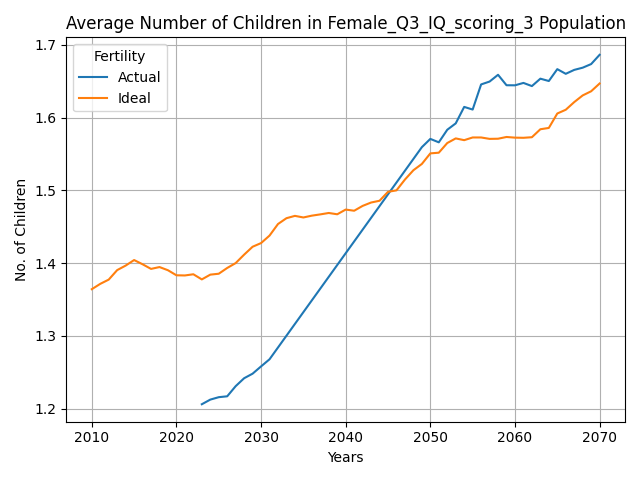 Average Number of Children in Female_Q3_IQ_scoring_3 Population
Fertility
Actual
Ideal
No. of Children
1.7
1.6
1.5
1.4
1.3
1.2
2010 2020 2030 2040 2050 2060 2070
Years